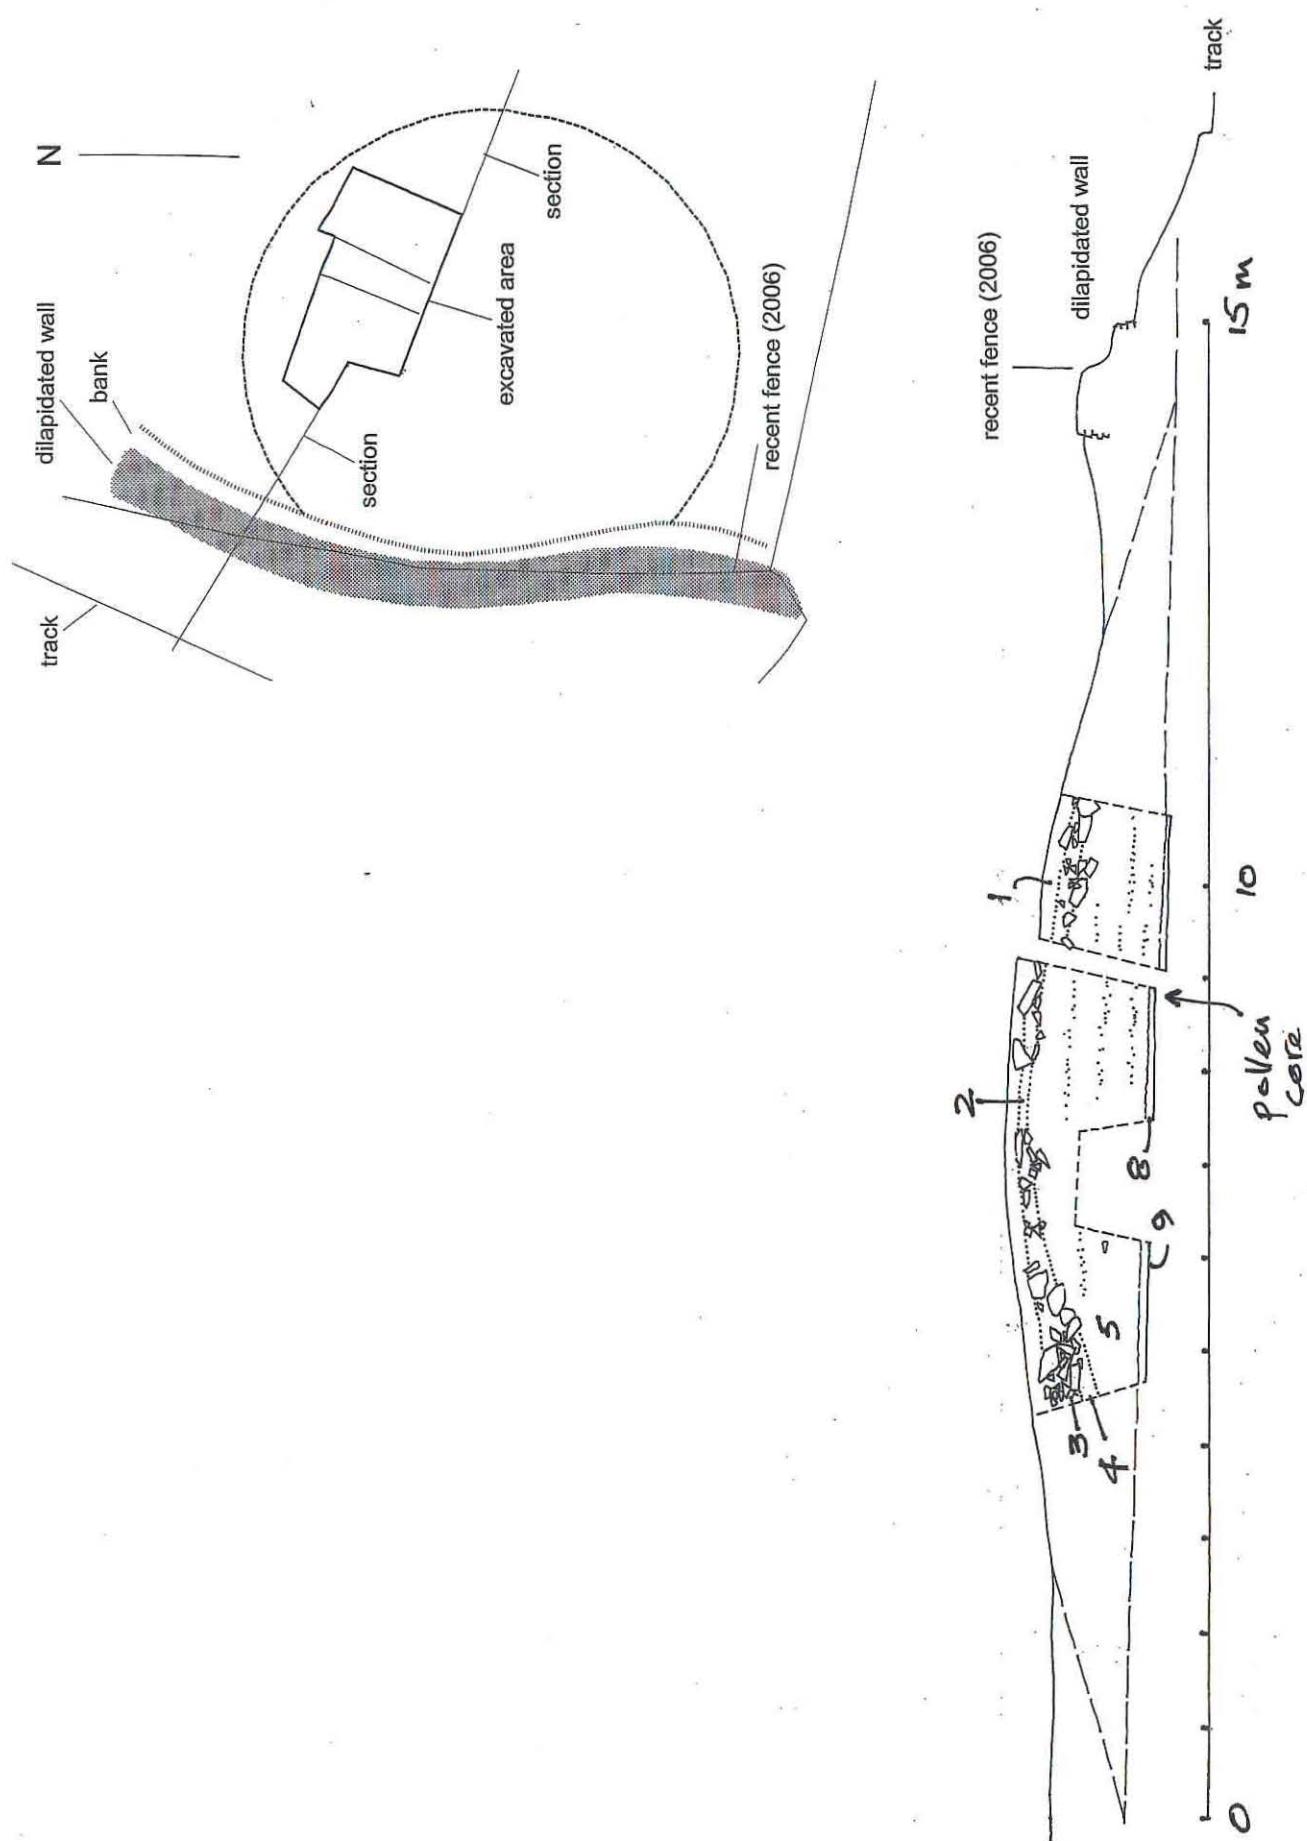 N
dilapidated wall
bank
track
section
section
excavated area
recent fence (2006)
recent fence (2006)
dilapidated wall
track
1
2
3
4
5
8
0
10
15 m
pollen
core